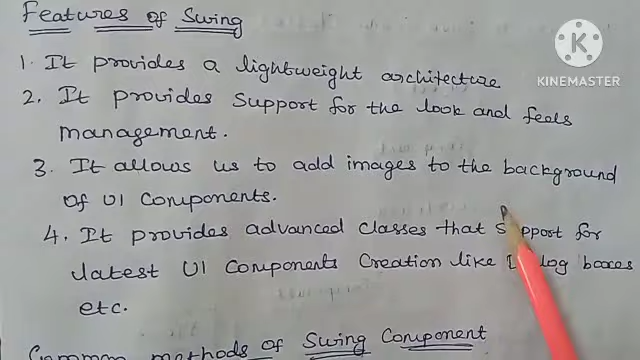 Features of Swing
1. It provides a lightweight architecture
KINEMASTER
2. It provides support for the look and feels
management.
3. It allows us to add images to the background
of UI components.
4. It provides advanced classes that support for
latest UI components creation like log boxes
etc.
Common methods of Swing Component